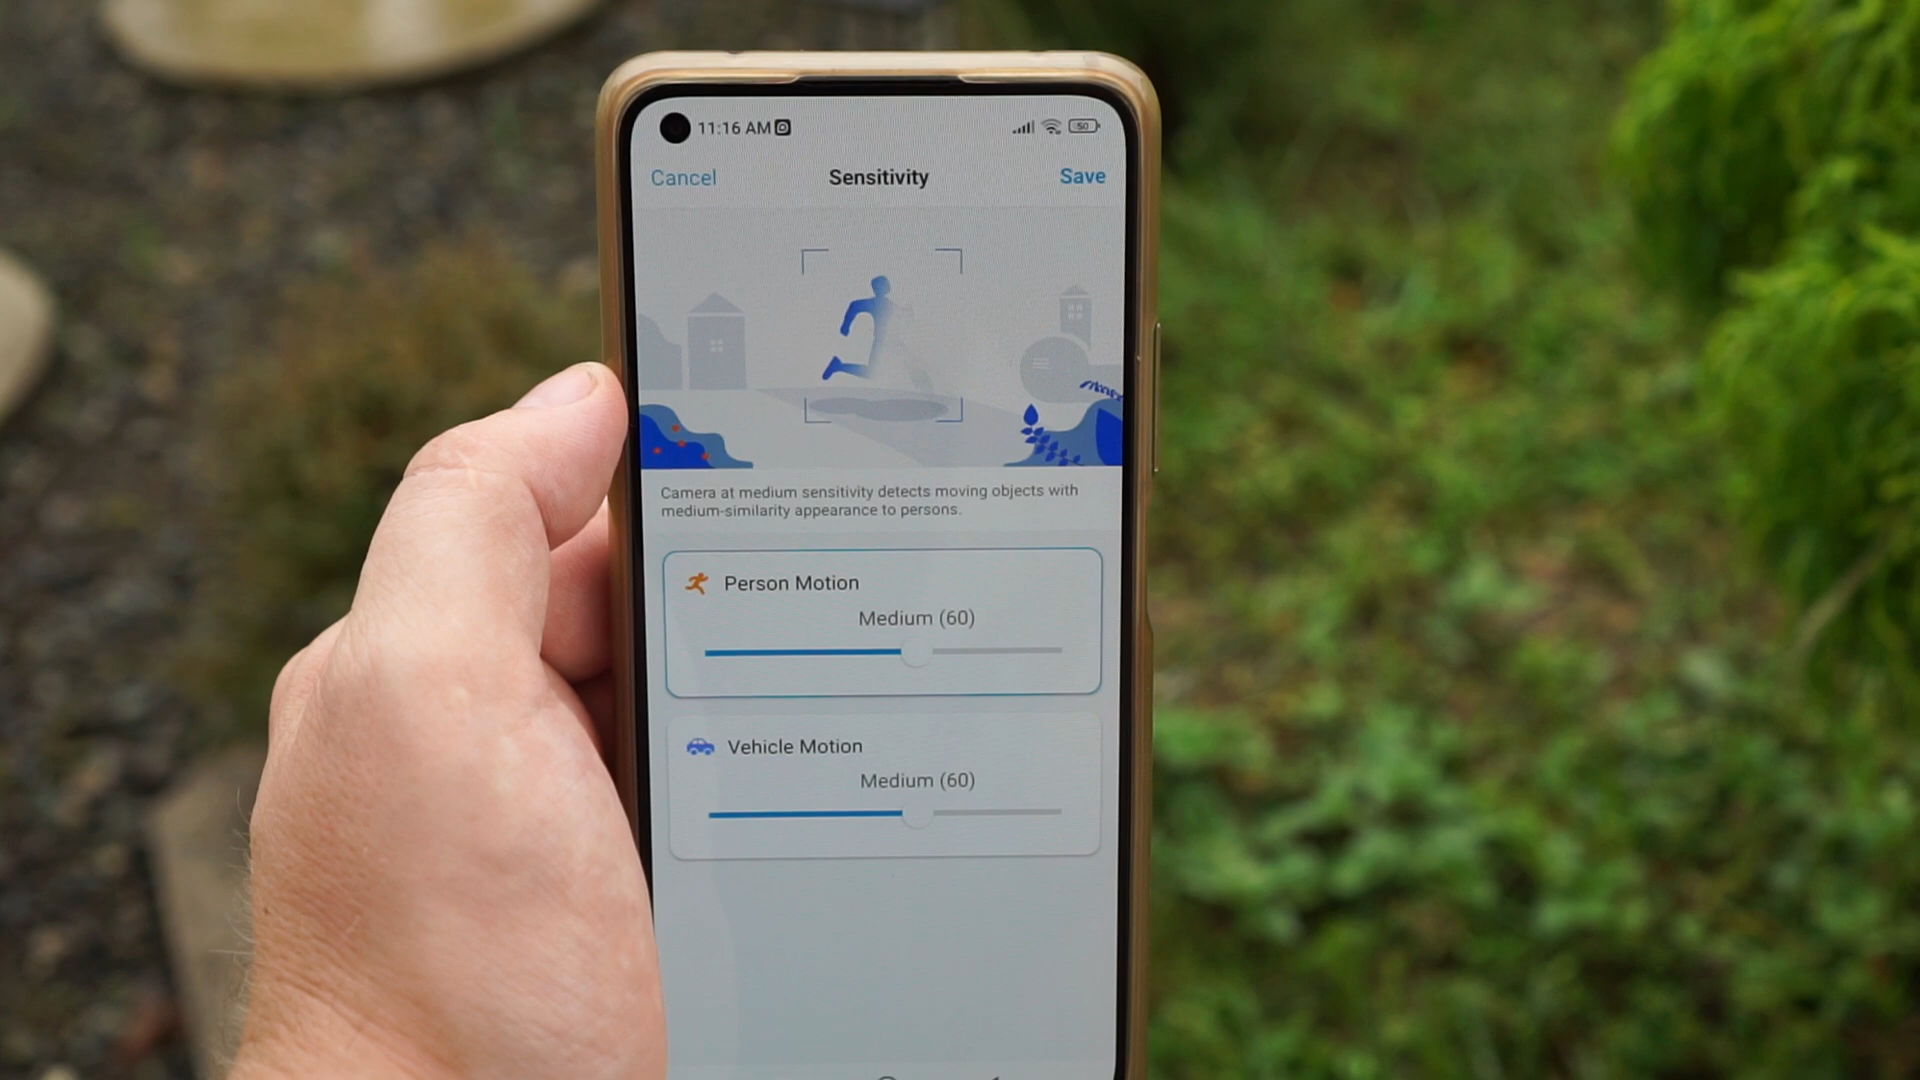 11:16 AM
50
Cancel
Sensitivity
Save
Camera at medium sensitivity detects moving objects with
medium-similarity appearance to persons.
Person Motion
Medium (60)
Vehicle Motion
Medium (60)